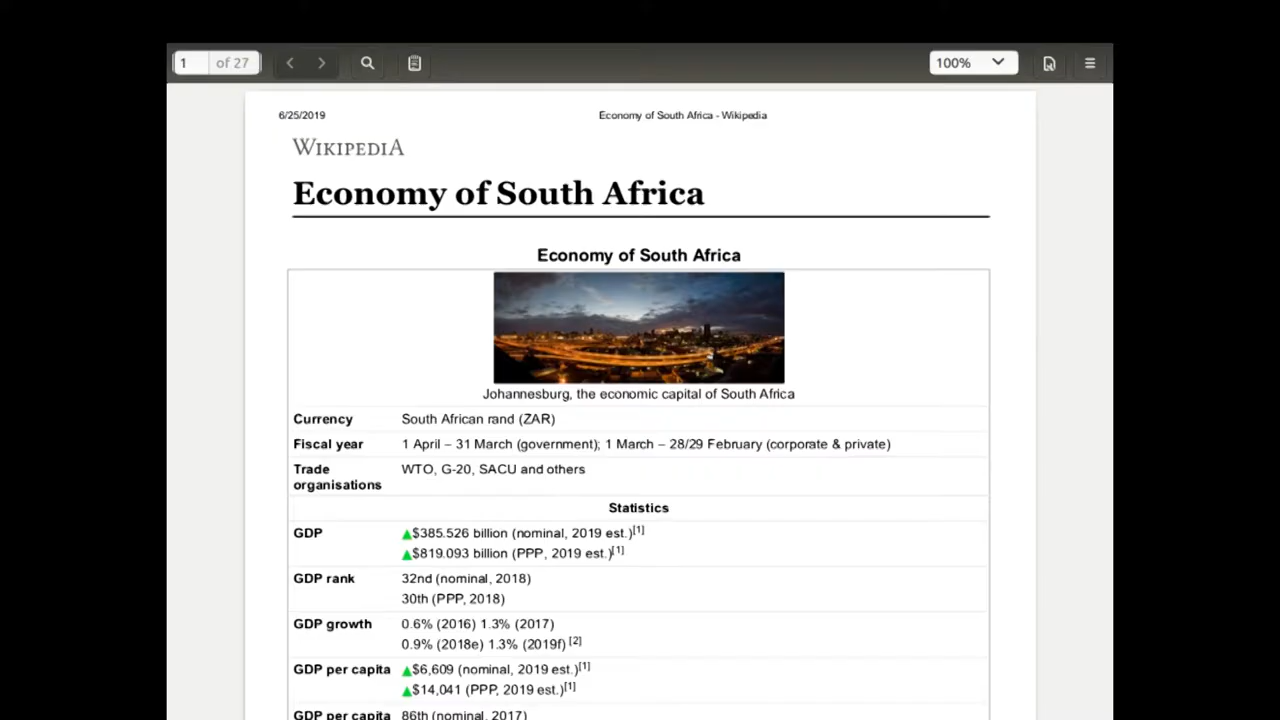 1 of 27 100%
6/25/2019 Economy of South Africa - Wikipedia
WIKIPEDIA
Economy of South Africa
Economy of South Africa
Johannesburg, the economic capital of South Africa
Currency South African rand (ZAR)
Fiscal year 1 April – 31 March (government); 1 March – 28/29 February (corporate & private)
Trade WTO, G-20, SACU and others
organisations
Statistics
GDP ▲$385.526 billion (nominal, 2019 est.)[1]
▲$819.093 billion (PPP, 2019 est.)[1]
GDP rank 32nd (nominal, 2018)
30th (PPP, 2018)
GDP growth 0.6% (2016) 1.3% (2017)
0.9% (2018e) 1.3% (2019f) [2]
GDP per capita ▲$6,609 (nominal, 2019 est.)[1]
▲$14,041 (PPP, 2019 est.)[1]
GDP per capita 86th (nominal, 2017)